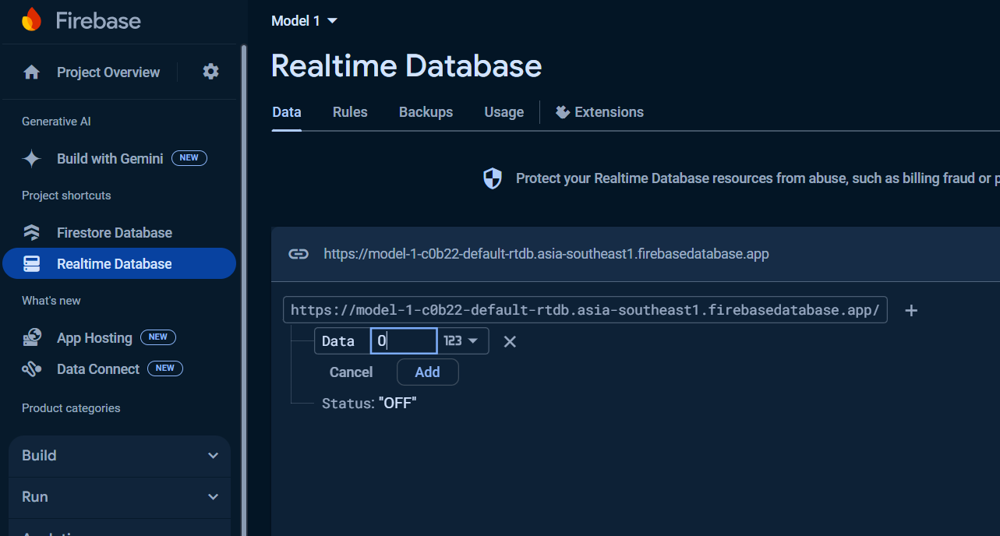 Firebase
Project Overview
Generative AI
Build with Gemini NEW
Project shortcuts
Firestore Database
Realtime Database
What's new
App Hosting NEW
Data Connect NEW
Product categories
Build
Run
Model 1
Realtime Database
Data Rules Backups Usage Extensions
Protect your Realtime Database resources from abuse, such as billing fraud or
https://model-1-c0b22-default-rtdb.asia-southeast1.firebasedatabase.app
https://model-1-c0b22-default-rtdb.asia-southeast1.firebasedatabase.app/
Data 0 123
Cancel Add
Status: "OFF"